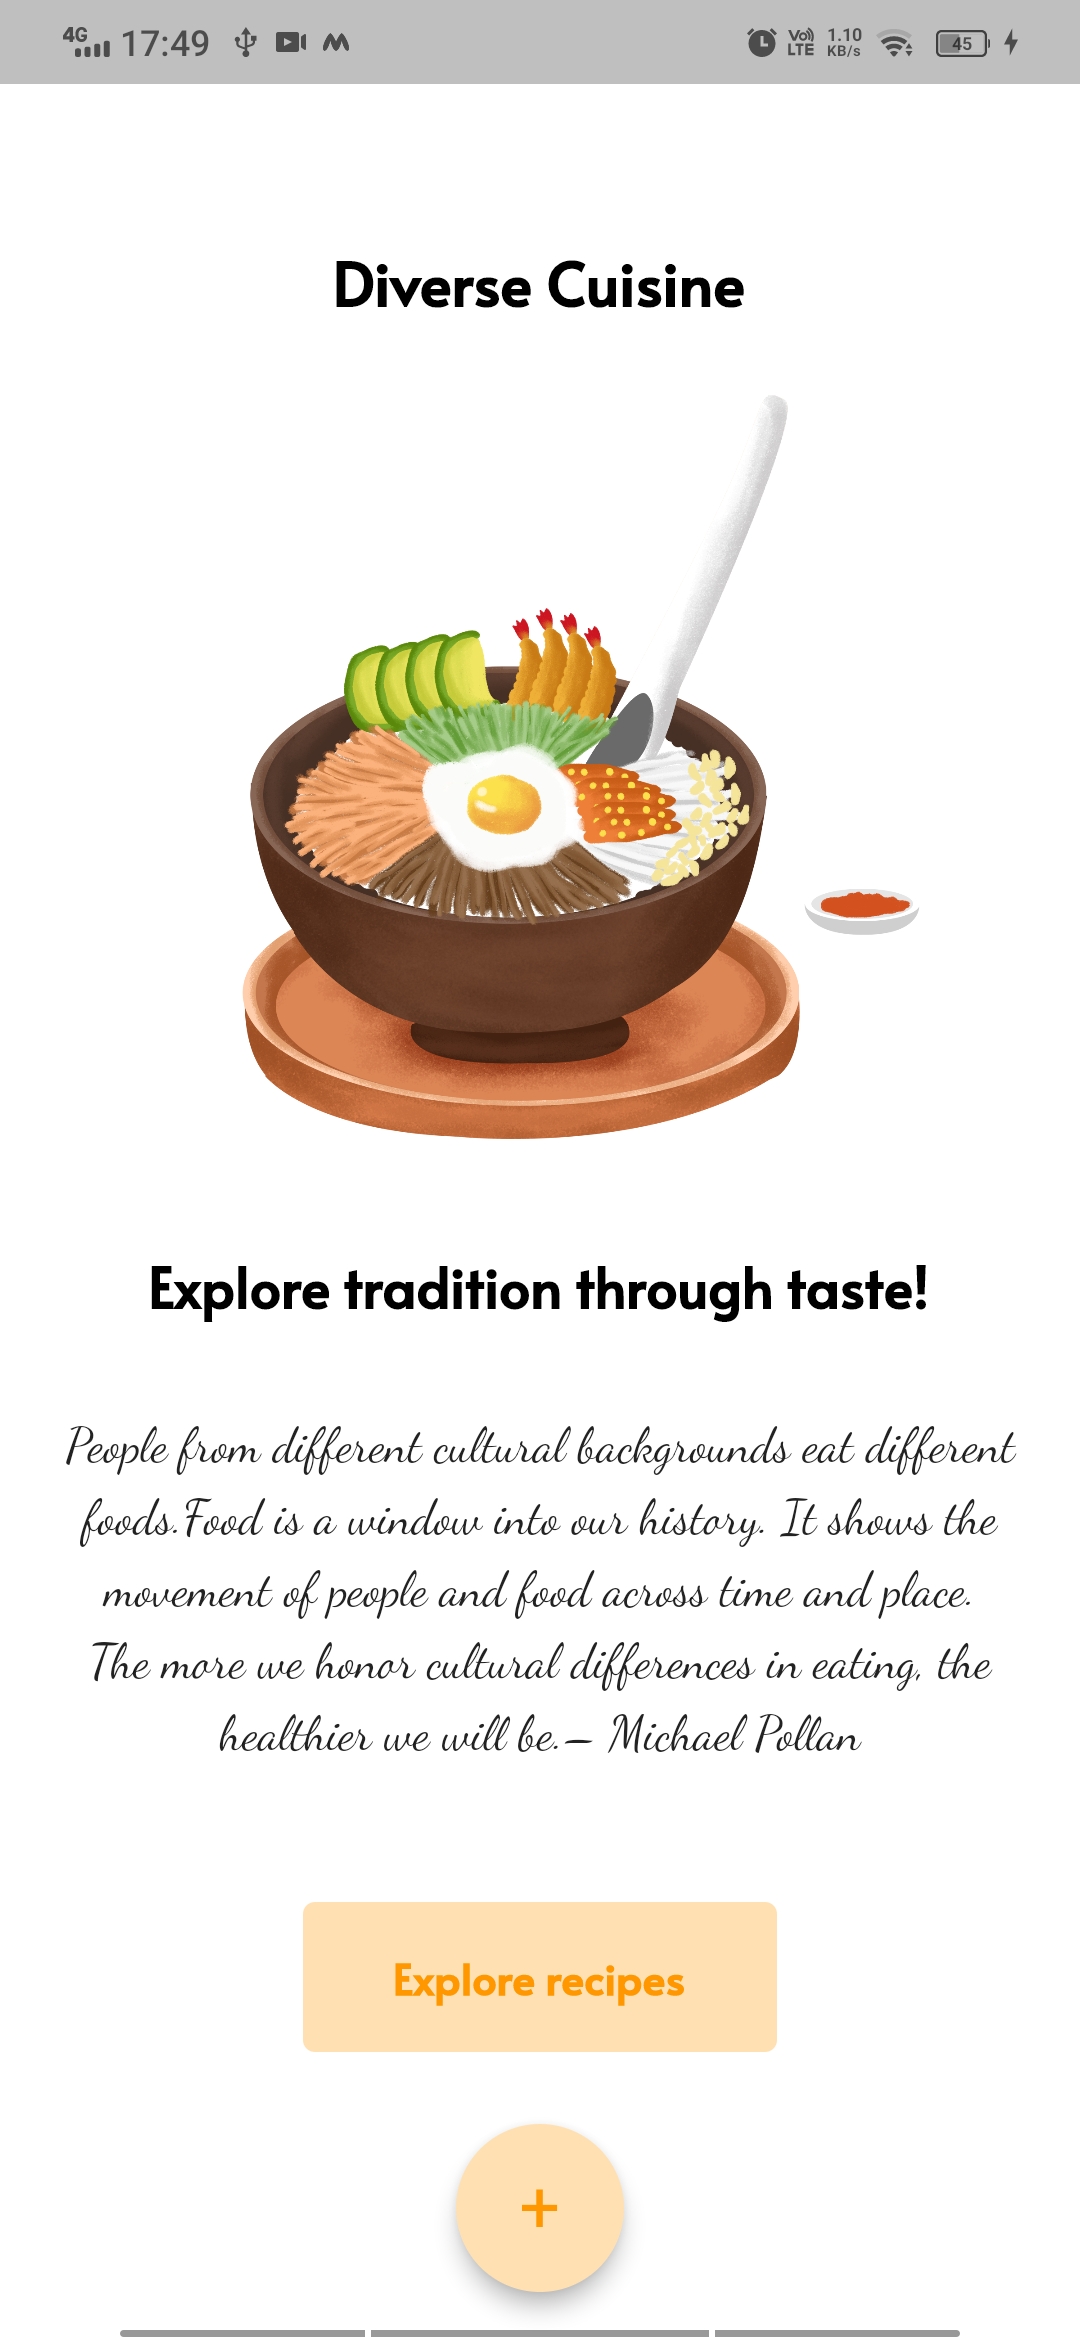 4G 17:49 Vo) LTE 1.10 KB/s 45
Diverse Cuisine
Explore tradition through taste!
People from different cultural backgrounds eat different
foods.Food is a window into our history. It shows the
movement of people and food across time and place.
The more we honor cultural differences in eating, the
healthier we will be.– Michael Pollan
Explore recipes
+